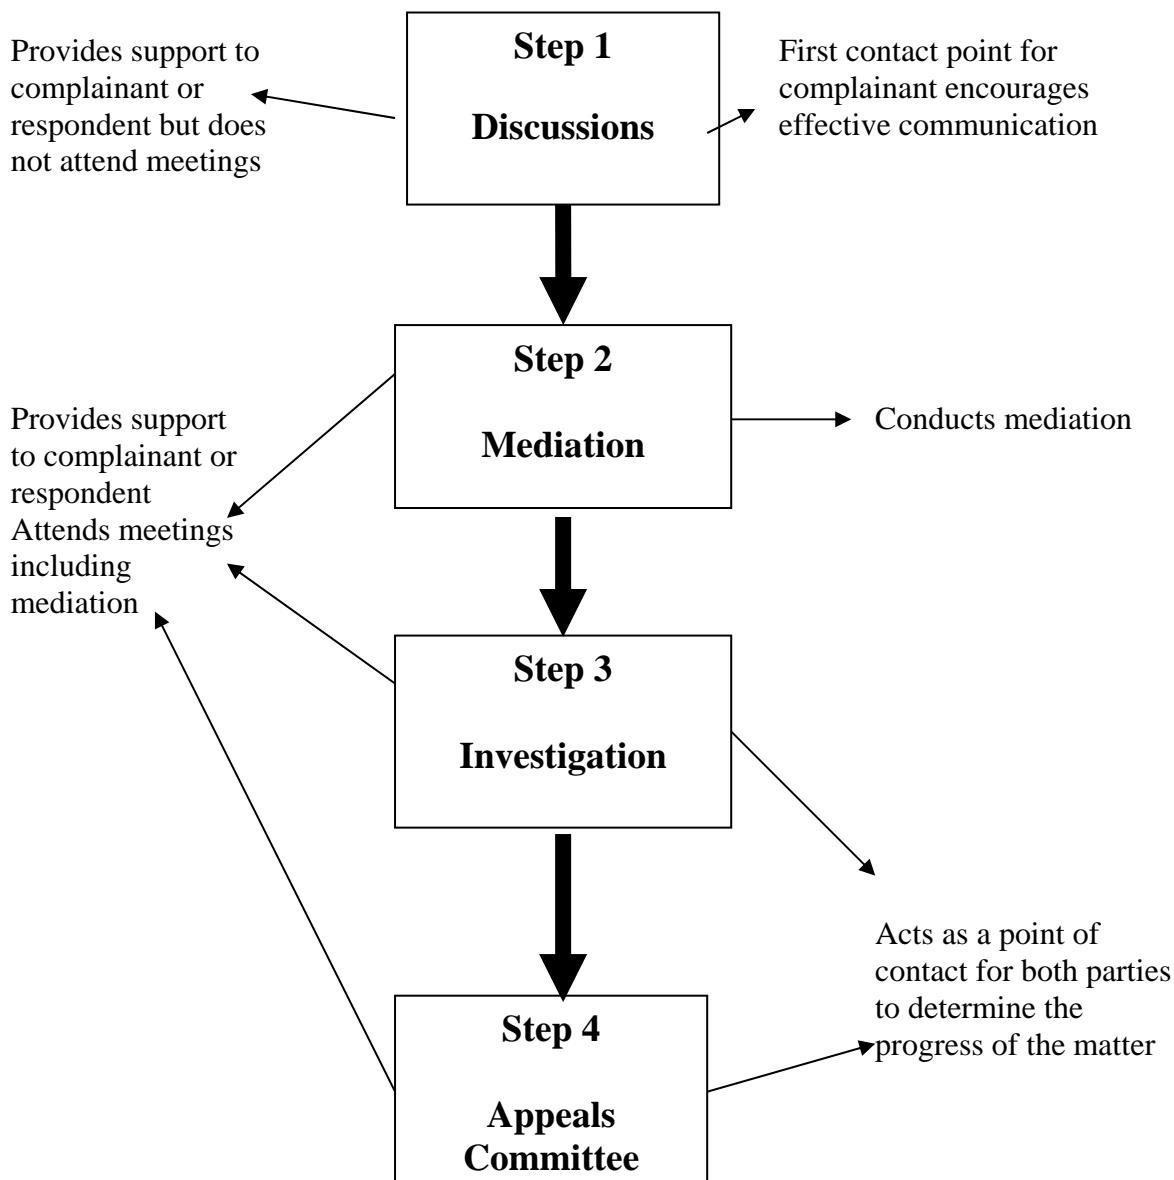 Provides support to
complainant or
respondent but does
not attend meetings
Step 1
Discussions
First contact point for
complainant encourages
effective communication
Provides support
to complainant or
respondent
Attends meetings
including
mediation
Step 2
Mediation
Conducts mediation
Step 3
Investigation
Acts as a point of
contact for both parties
to determine the
progress of the matter
Step 4
Appeals
Committee